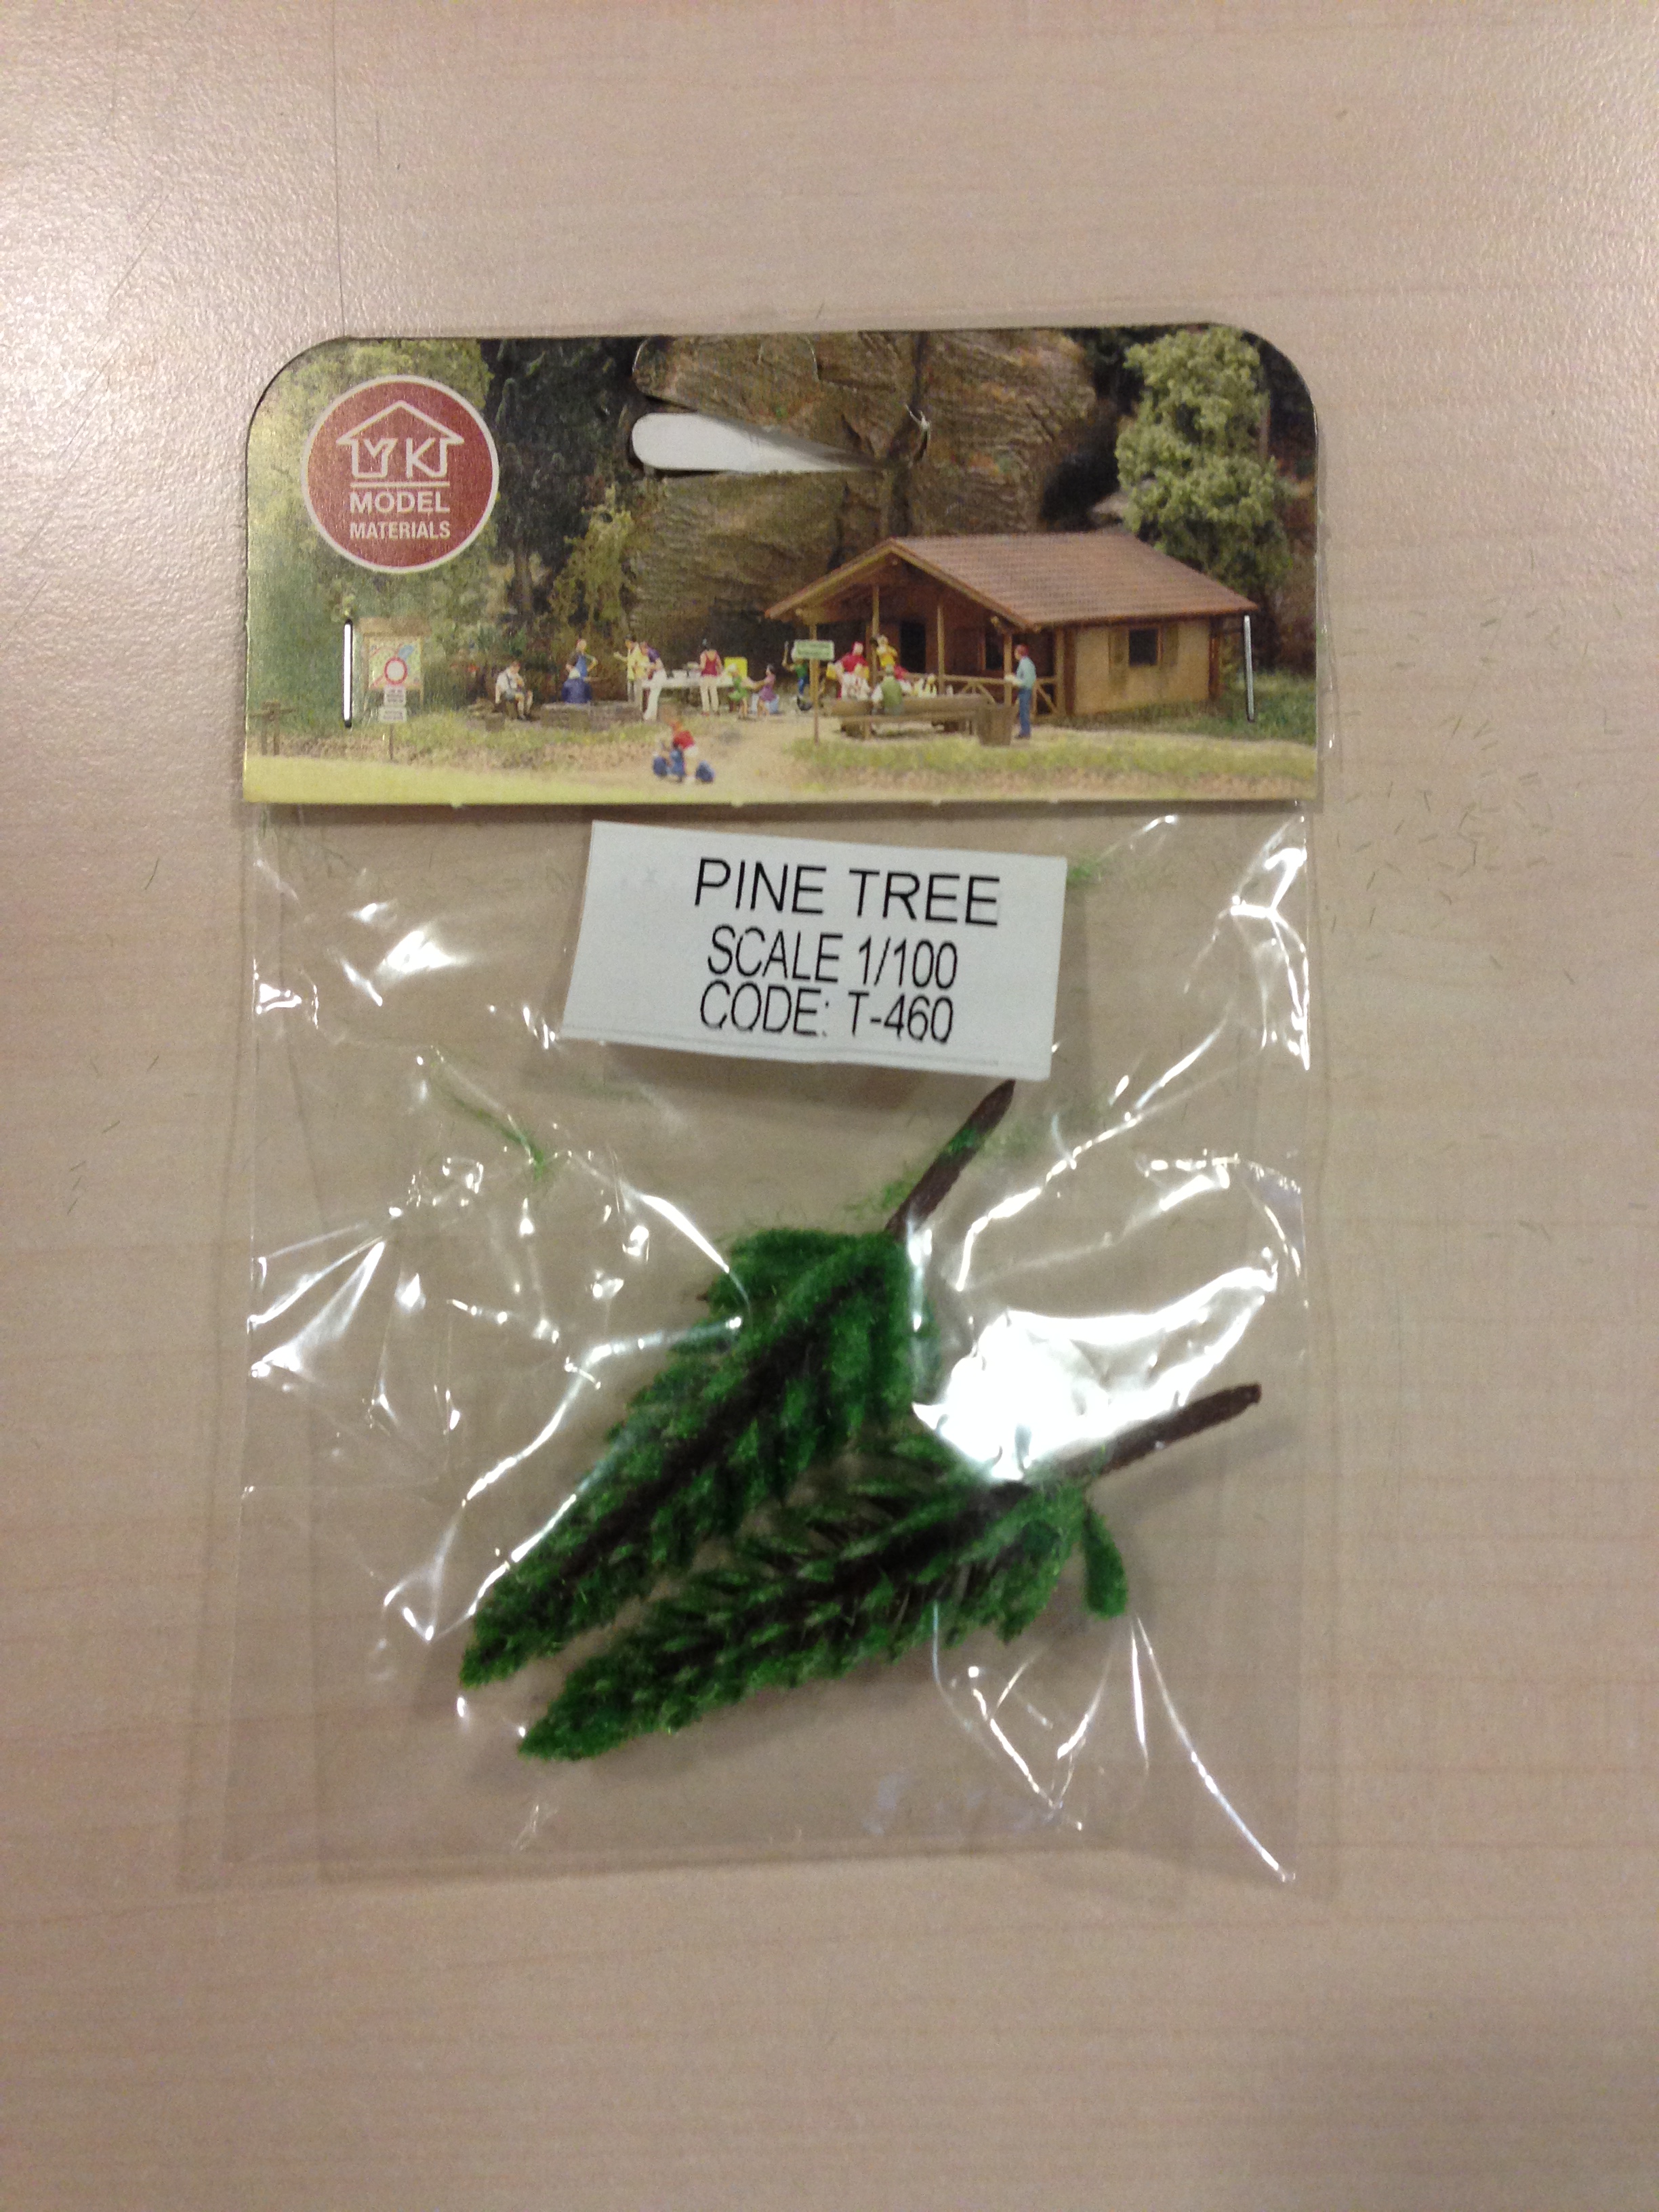 YK
MODEL
MATERIALS
PINE TREE
SCALE 1/100
CODE: T-460